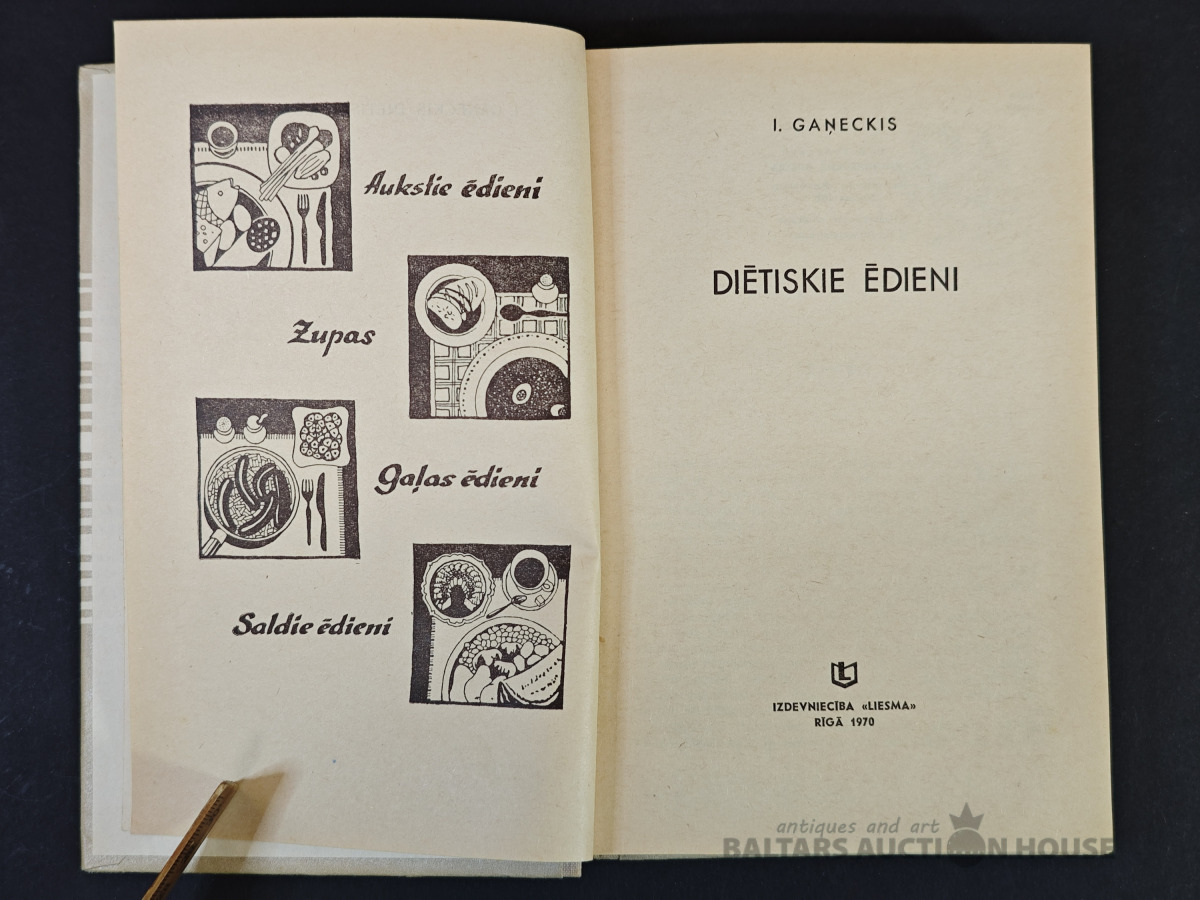 Aukstie ēdieni
Zupas
Gaļas ēdieni
Saldie ēdieni
I. GAŅECKIS
DIĒTISKIE ĒDIENI
IZDEVNIECĪBA «LIESMA»
RĪGĀ 1970
antiques and art
BALTARS AUCTION HOUSE